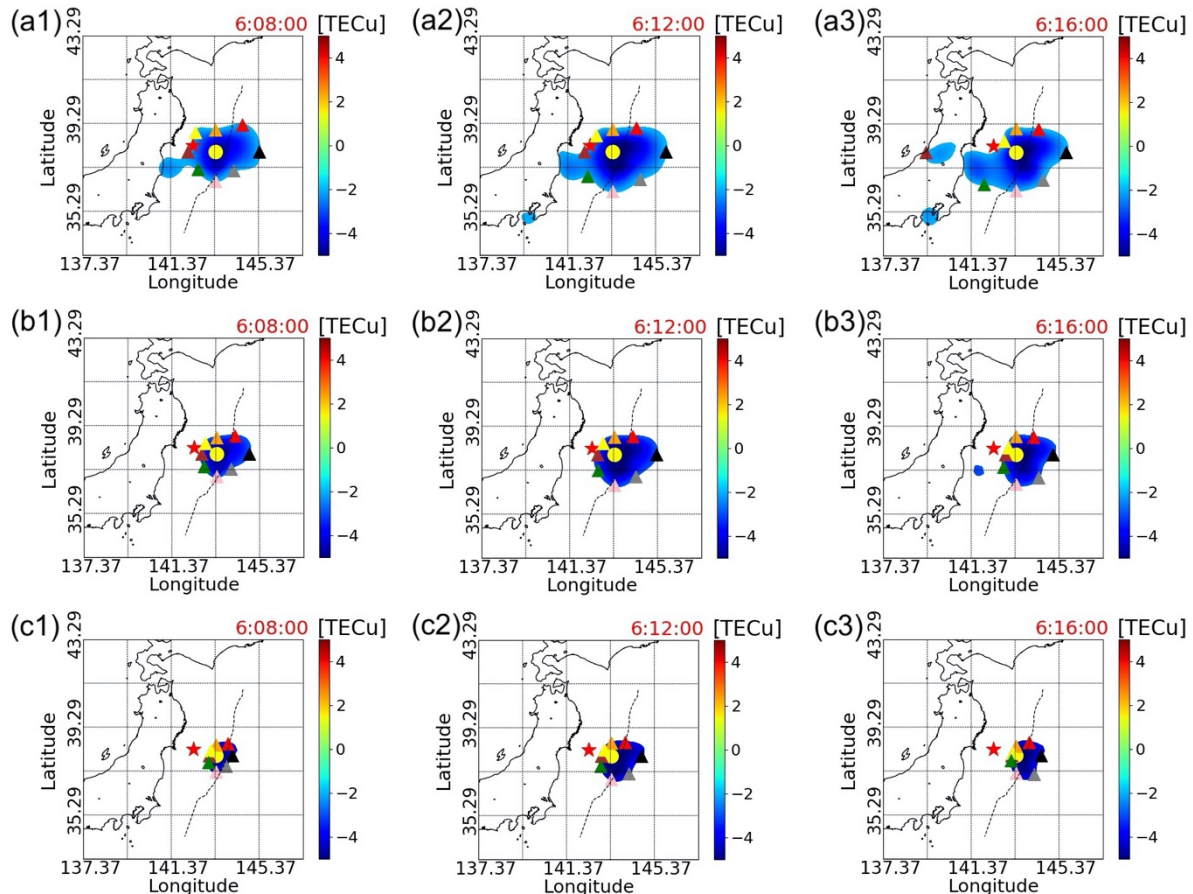 (a1) 6:08:00 [TECu] (a2) 6:12:00 [TECu] (a3) 6:16:00 [TECu]
43.29 39.29 35.29 Latitude 4 2 0 −2 −4 43.29 39.29 35.29 Latitude 4 2 0 −2 −4 43.29 39.29 35.29 Latitude 4 2 0 −2 −4
137.37 141.37 145.37 137.37 141.37 145.37 137.37 141.37 145.37
Longitude Longitude Longitude
(b1) 6:08:00 [TECu] (b2) 6:12:00 [TECu] (b3) 6:16:00 [TECu]
43.29 39.29 35.29 Latitude 4 2 0 −2 −4 43.29 39.29 35.29 Latitude 4 2 0 −2 −4 43.29 39.29 35.29 Latitude 4 2 0 −2 −4
137.37 141.37 145.37 137.37 141.37 145.37 137.37 141.37 145.37
Longitude Longitude Longitude
(c1) 6:08:00 [TECu] (c2) 6:12:00 [TECu] (c3) 6:16:00 [TECu]
43.29 39.29 35.29 Latitude 4 2 0 −2 −4 43.29 39.29 35.29 Latitude 4 2 0 −2 −4 43.29 39.29 35.29 Latitude 4 2 0 −2 −4
137.37 141.37 145.37 137.37 141.37 145.37 137.37 141.37 145.37
Longitude Longitude Longitude